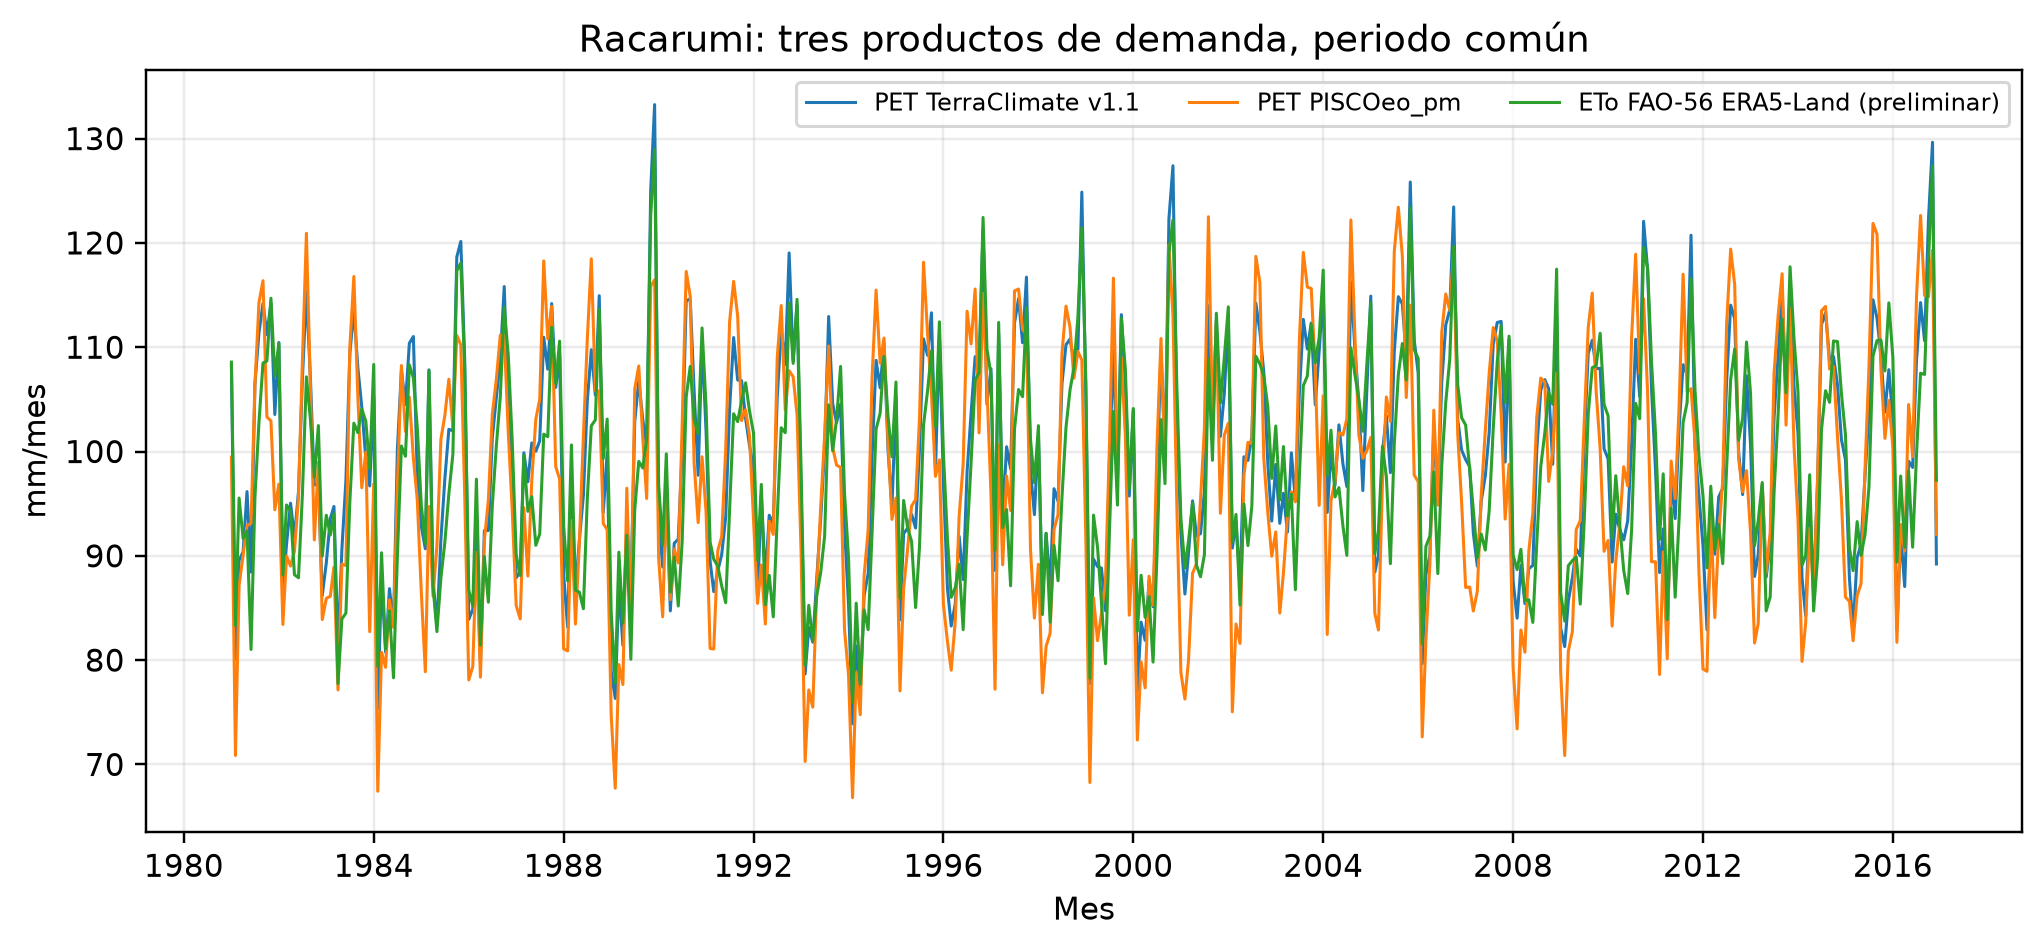 Racarumi: tres productos de demanda, periodo común
PET TerraClimate v1.1 PET PISCOeo_pm ETo FAO-56 ERA5-Land (preliminar)
130
120
110
100
90
80
70
mm/mes
1980 1984 1988 1992 1996 2000 2004 2008 2012 2016
Mes